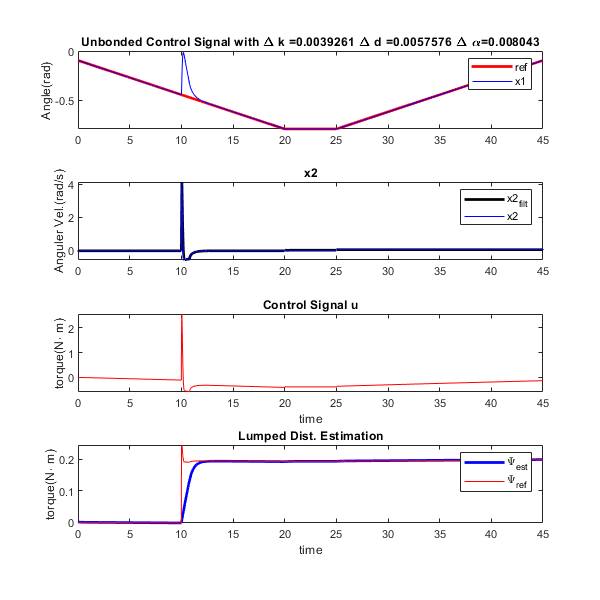 Unbonded Control Signal with Δ k =0.0039261 Δ d =0.0057576 Δ α=0.008043
Angle(rad)
0
-0.5
ref
x1
0 5 10 15 20 25 30 35 40 45
x2
Anguler Vel.(rad/s)
4
2
0
x2filt
x2
0 5 10 15 20 25 30 35 40 45
Control Signal u
torque(N· m)
2
1
0
0 5 10 15 20 25 30 35 40 45
time
Lumped Dist. Estimation
torque(N· m)
0.2
0.1
0
Ψest
Ψref
0 5 10 15 20 25 30 35 40 45
time